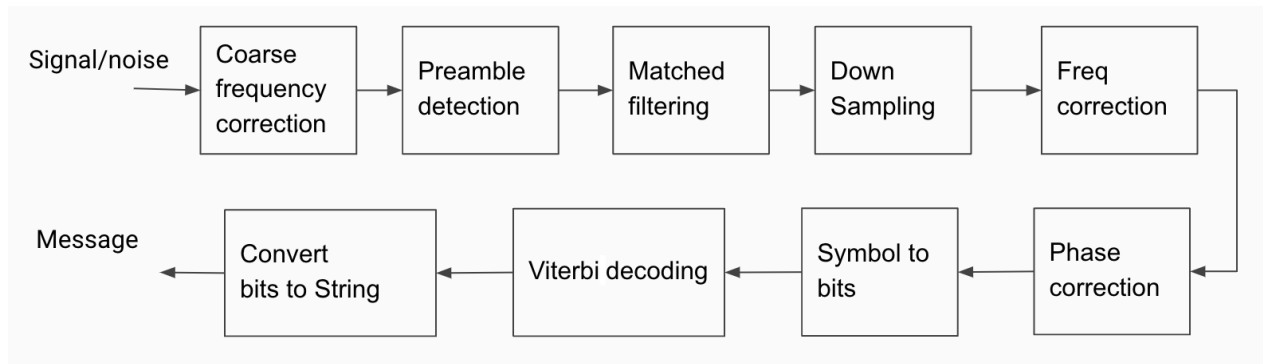 Signal/noise
Coarse
frequency
correction
Preamble
detection
Matched
filtering
Down
Sampling
Freq
correction
Message
Convert
bits to String
Viterbi decoding
Symbol to
bits
Phase
correction